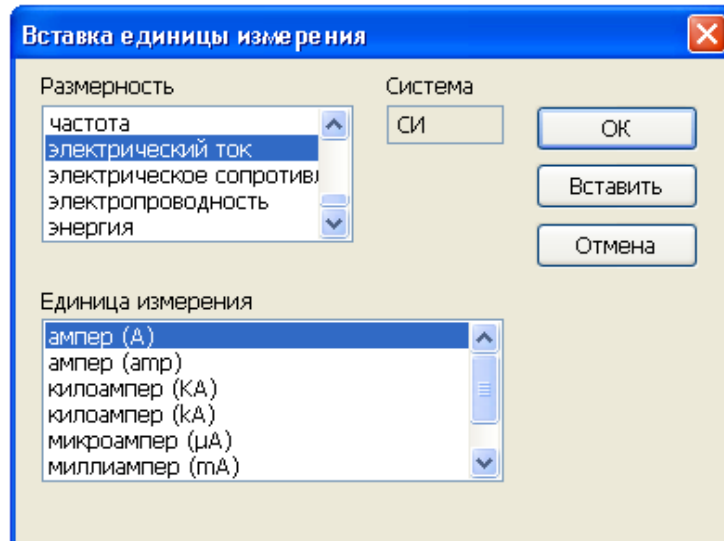 Вставка единицы измерения
Размерность
Система
частота
электрический ток
электрическое сопротивл
электропроводность
энергия
СИ
ОК
Вставить
Отмена
Единица измерения
ампер (A)
ампер (amp)
килоампер (KA)
килоампер (kA)
микроампер (μA)
миллиампер (mA)